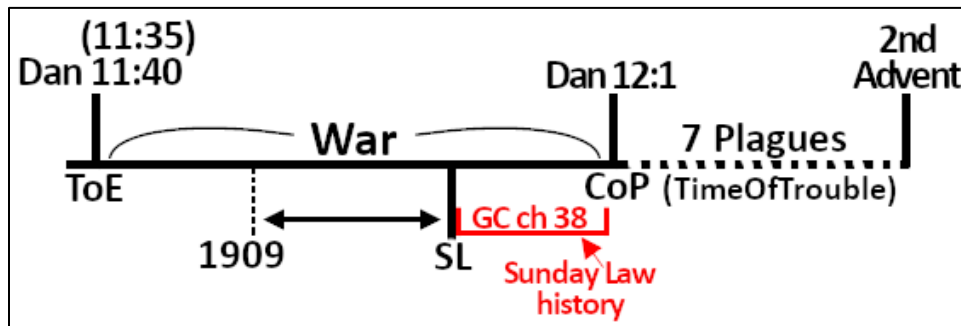 (11:35)
Dan 11:40
Dan 12:1
2nd
Advent
War
7 Plagues
ToE
CoP
(TimeOfTrouble)
GC ch 38
1909
SL
Sunday Law
history